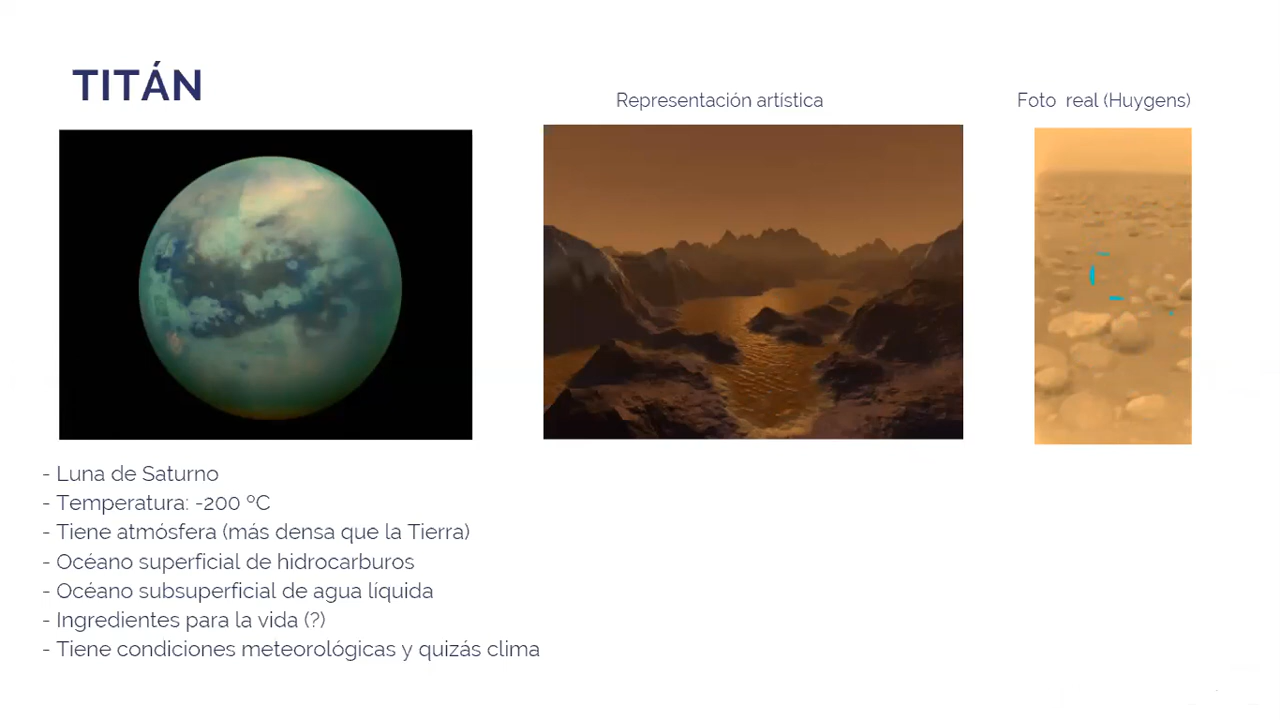 TITÁN
Representación artística
Foto real (Huygens)
- Luna de Saturno
- Temperatura: -200 ºC
- Tiene atmósfera (más densa que la Tierra)
- Océano superficial de hidrocarburos
- Océano subsuperficial de agua líquida
- Ingredientes para la vida (?)
- Tiene condiciones meteorológicas y quizás clima